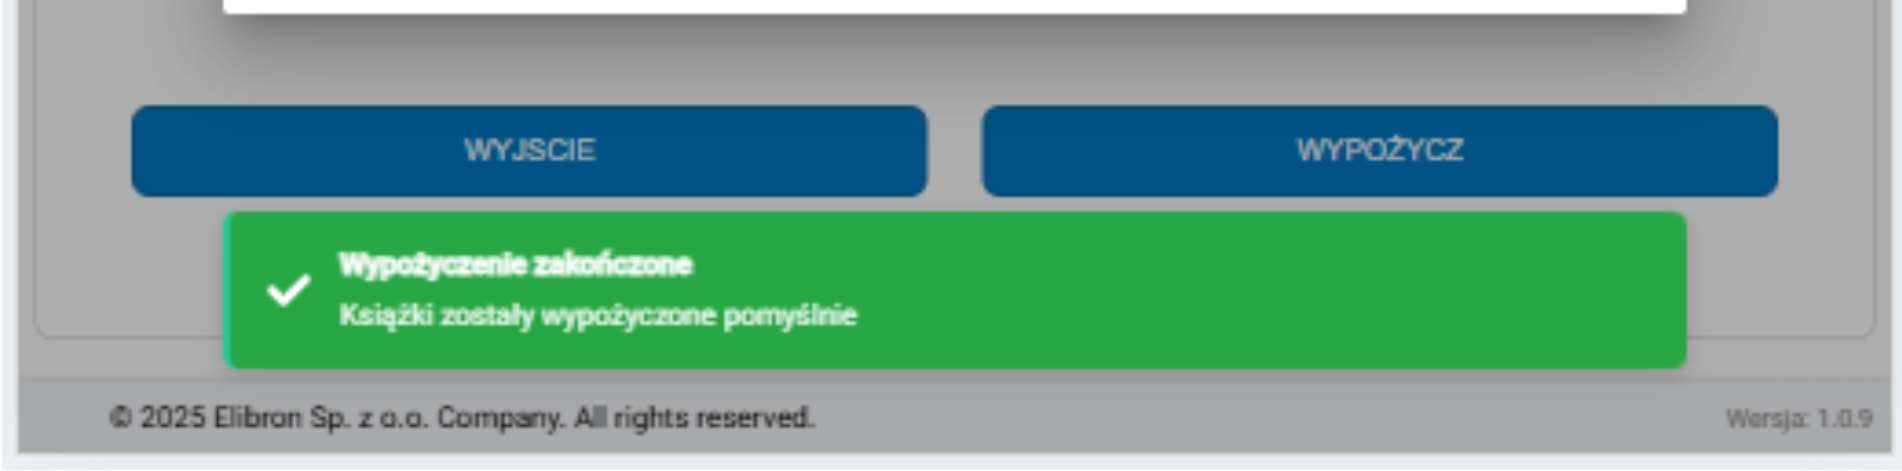 WYJSCIE
WYPOŻYCZ
Wypożyczenie zakończone
Książki zostały wypożyczone pomyślnie
© 2025 Elibron Sp. z o.o. Company. All rights reserved.
Wersja: 1.0.9